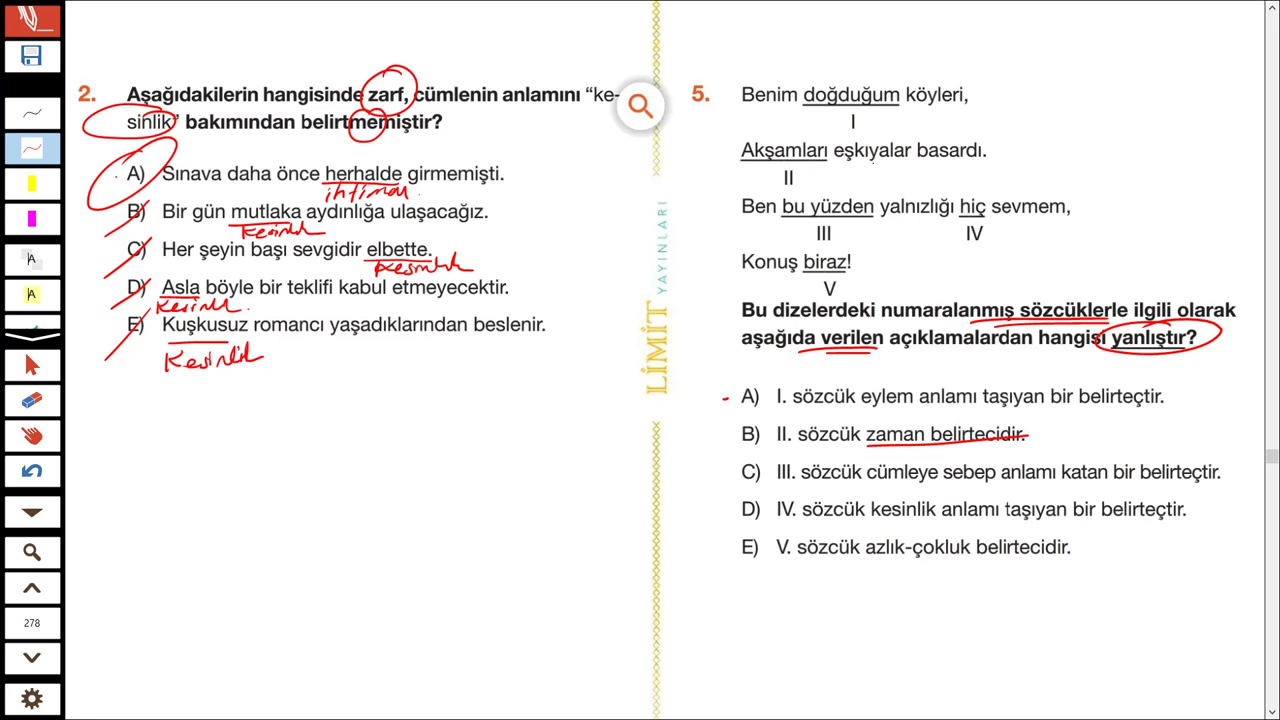 2. Aşağıdakilerin hangisinde zarf, cümlenin anlamını “ke-
sinlik” bakımından belirtmemiştir?
A) Sınava daha önce herhalde girmemişti.
ihtimal
B) Bir gün mutlaka aydınlığa ulaşacağız.
Kesinlik
C) Her şeyin başı sevgidir elbette.
Kesinlik
D) Asla böyle bir teklifi kabul etmeyecektir.
Kesinlik
E) Kuşkusuz romancı yaşadıklarından beslenir.
Kesinlik
LİMİT YAYINLARI
5. Benim doğduğum köyleri,
I
Akşamları eşkıyalar basardı.
II
Ben bu yüzden yalnızlığı hiç sevmem,
III IV
Konuş biraz!
V
Bu dizelerdeki numaralanmış sözcüklerle ilgili olarak
aşağıda verilen açıklamalardan hangisi yanlıştır?
A) I. sözcük eylem anlamı taşıyan bir belirteçtir.
B) II. sözcük zaman belirtecidir.
C) III. sözcük cümleye sebep anlamı katan bir belirteçtir.
D) IV. sözcük kesinlik anlamı taşıyan bir belirteçtir.
E) V. sözcük azlık-çokluk belirtecidir.
A
A
278